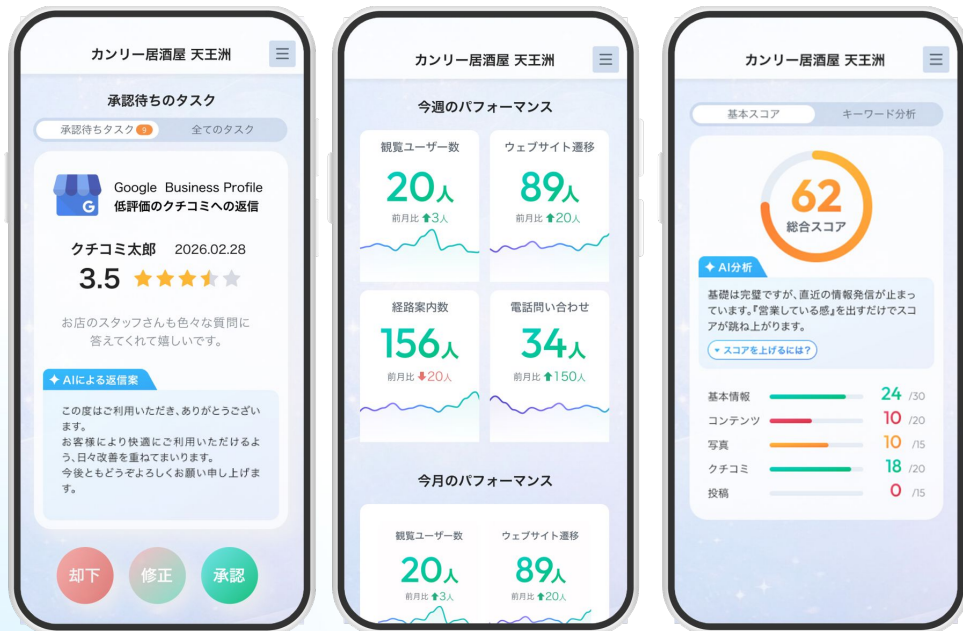 カンリー居酒屋 天王洲
承認待ちのタスク
承認待ちタスク 9
全てのタスク
G
Google Business Profile
低評価のクチコミへの返信
クチコミ太郎 2026.02.28
3.5
お店のスタッフさんも色々な質問に
答えてくれて嬉しいです。
AIによる返信案
この度はご利用いただき、ありがとうござい
ます。
お客様により快適にご利用いただけるよ
う、日々改善を重ねてまいります。
今後ともどうぞよろしくお願い申し上げま
す。
却下
修正
承認
カンリー居酒屋 天王洲
今週のパフォーマンス
観覧ユーザー数
20人
前月比 ⬆3人
ウェブサイト遷移
89人
前月比 ⬆20人
経路案内数
156人
前月比 ⬇20人
電話問い合わせ
34人
前月比 ⬆150人
今月のパフォーマンス
観覧ユーザー数
20人
前月比 ⬆3人
ウェブサイト遷移
89人
前月比 ⬆20人
カンリー居酒屋 天王洲
基本スコア
キーワード分析
62
総合スコア
AI分析
基礎は完璧ですが、直近の情報発信が止まっ
ています。『営業している感』を出すだけでスコ
アが跳ね上がります。
▾ スコアを上げるには?
基本情報 24 /30
コンテンツ 10 /20
写真 10 /15
クチコミ 18 /20
投稿 0 /15